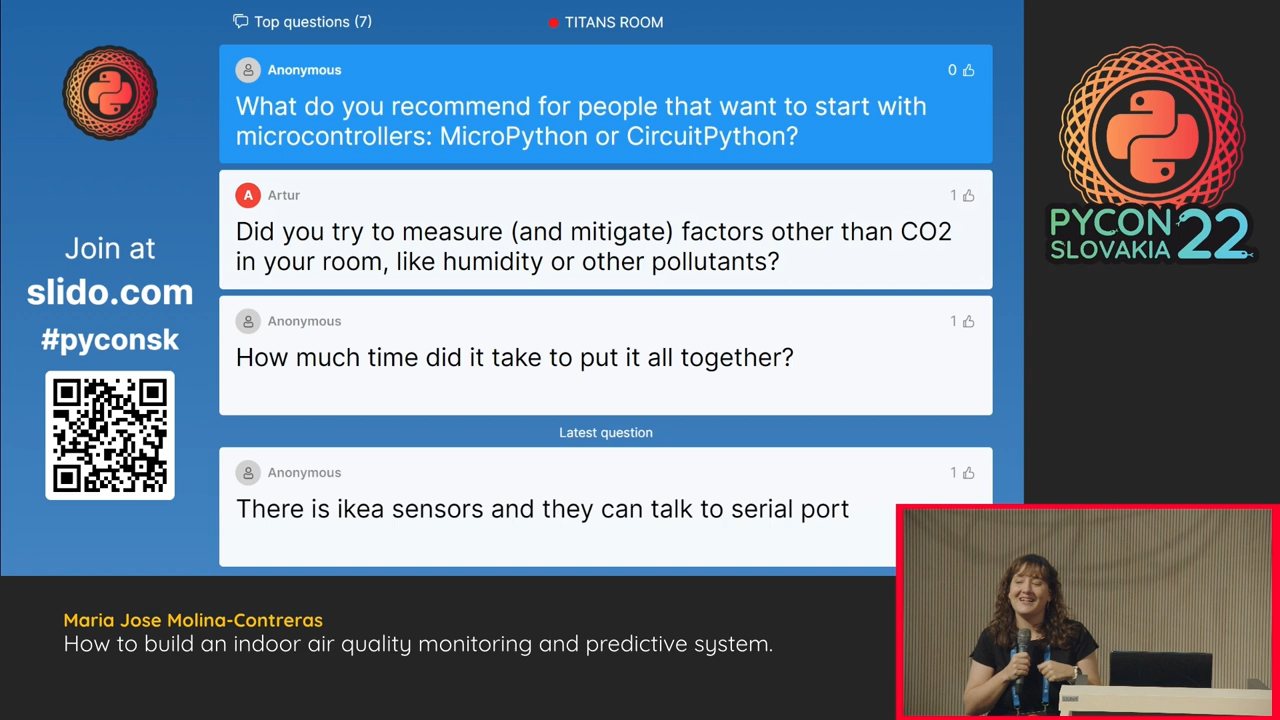 Top questions (7)
TITANS ROOM
Anonymous
0
What do you recommend for people that want to start with
microcontrollers: MicroPython or CircuitPython?
A Artur
1
Did you try to measure (and mitigate) factors other than CO2
in your room, like humidity or other pollutants?
Anonymous
1
How much time did it take to put it all together?
Latest question
Anonymous
1
There is ikea sensors and they can talk to serial port
Join at
slido.com
#pyconsk
PYCON 22
SLOVAKIA
Maria Jose Molina-Contreras
How to build an indoor air quality monitoring and predictive system.